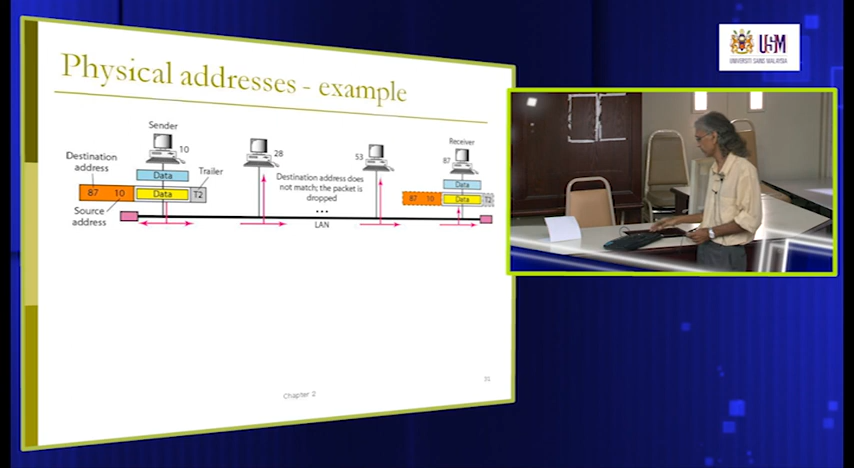 Physical addresses - example
USM
UNIVERSITI SAINS MALAYSIA
Sender
10
28
53
Receiver
87
Destination
address
Data
Trailer
Destination address does
not match; the packet is
dropped
Data
87 10
Data
T2
87 10
Data
T2
Source
address
...
LAN
Chapter 2
31